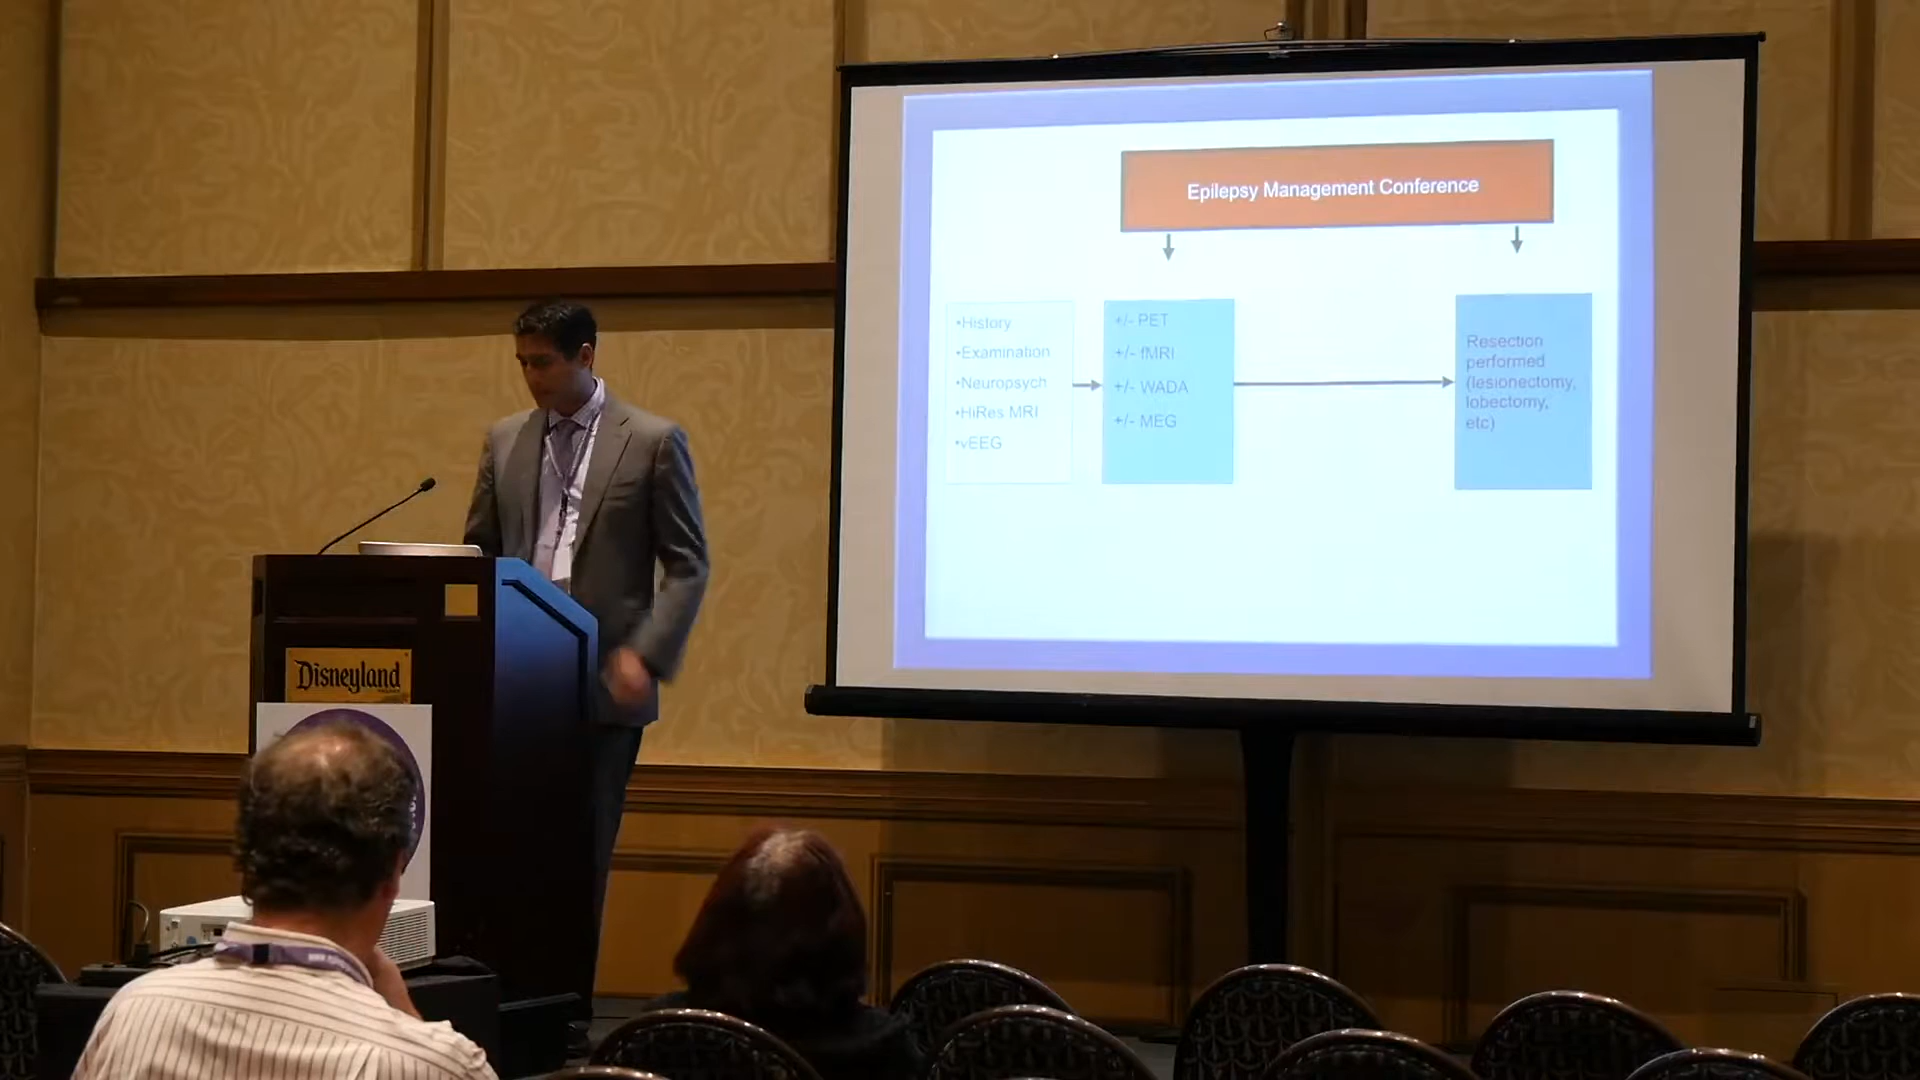 Epilepsy Management Conference
•History
•Examination
•Neuropsych
•HiRes MRI
•vEEG
+/- PET
+/- fMRI
+/- WADA
+/- MEG
Resection
performed
(lesionectomy,
lobectomy,
etc)
Disneyland